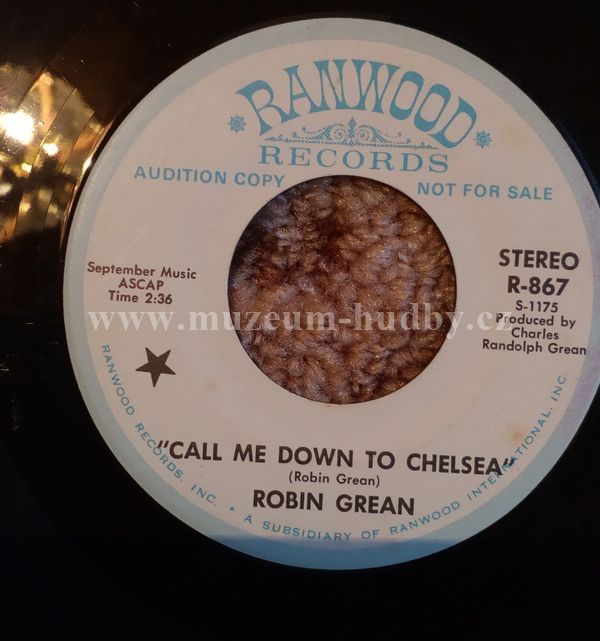 RANWOOD
RECORDS
AUDITION COPY
NOT FOR SALE
September Music
ASCAP
Time 2:36
STEREO
R-867
S-1175
Produced by
Charles
Randolph Grean
www.muzeum-hudby.cz
"CALL ME DOWN TO CHELSEA"
(Robin Grean)
ROBIN GREAN
RANWOOD RECORDS, INC. • A SUBSIDIARY OF RANWOOD INTERNATIONAL, INC.